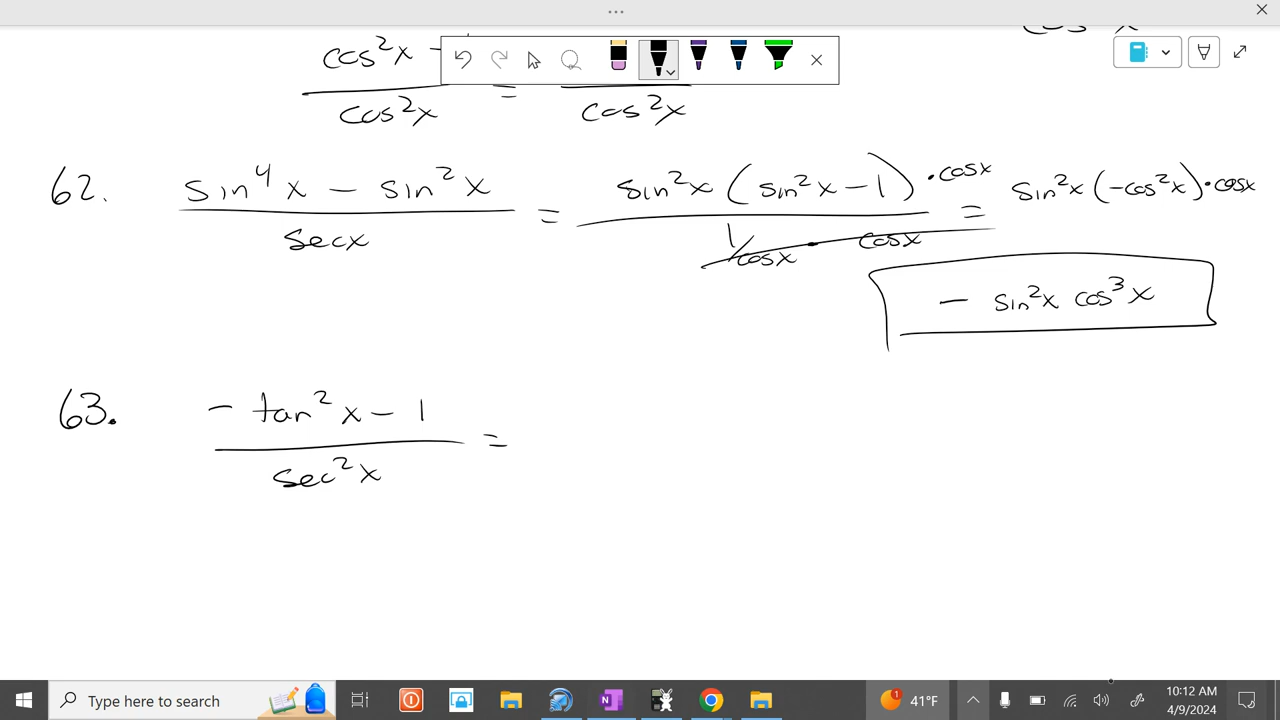 cos²x -
cos²x = cos²x
62. (sin⁴x - sin²x)/(secx) = (sin²x (sin²x - 1) · cosx)/(1/cosx · cosx) = sin²x (-cos²x) · cosx
- sin²x cos³x
63. (- tan²x - 1)/(sec²x) =
Type here to search
1
41°F
10:12 AM
4/9/2024